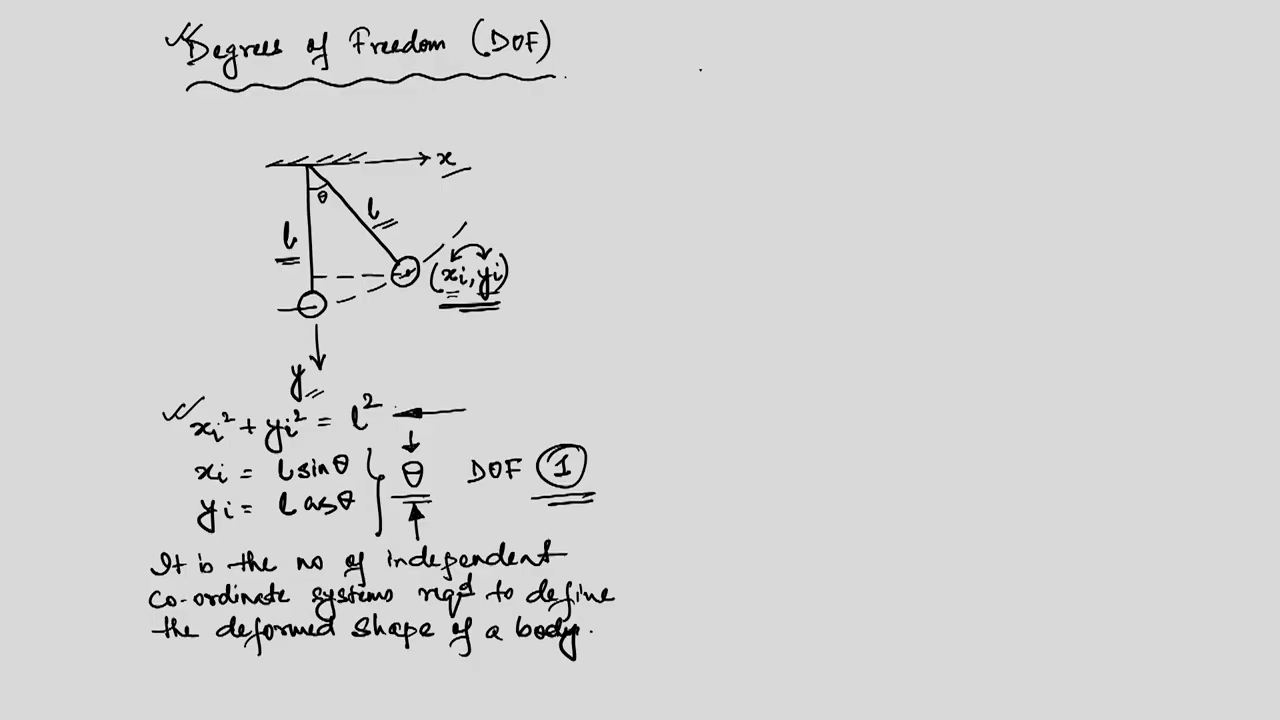 Degrees of Freedom (DOF)
x
θ
l
l
(xi, yi)
y
xi² + yi² = l²
xi = l sinθ
θ DOF 1
yi = l cosθ
It is the no of independent
co-ordinate systems reqd to define
the deformed shape of a body.